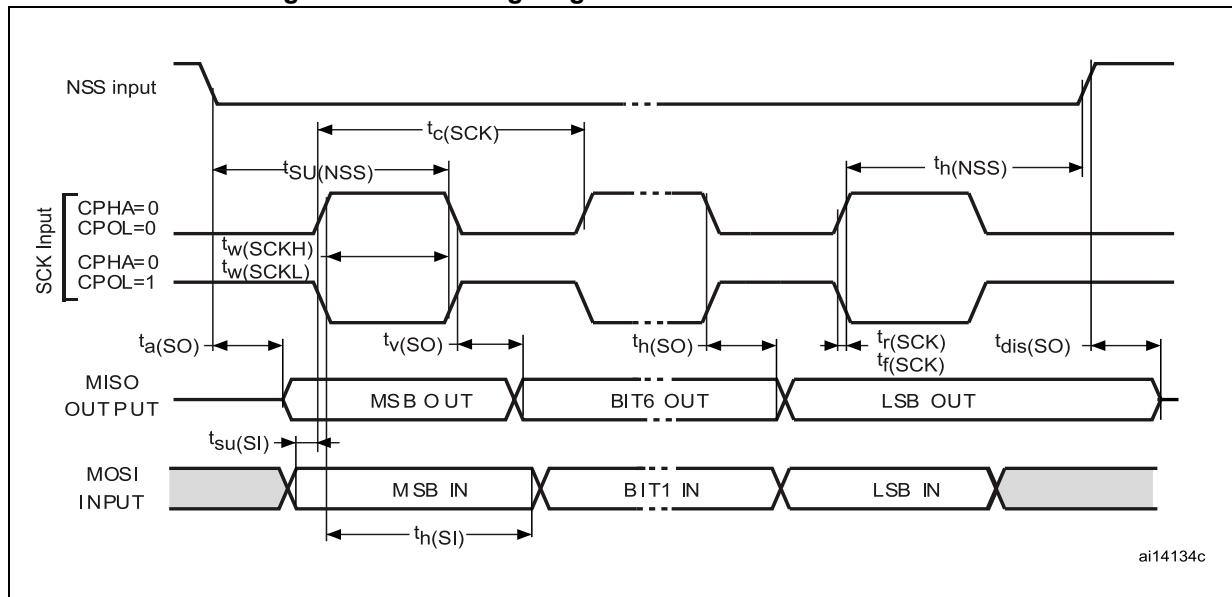 NSS input
tc(SCK)
tSU(NSS)
th(NSS)
SCK Input
CPHA=0
CPOL=0
tw(SCKH)
CPHA=0
tw(SCKL)
CPOL=1
ta(SO)
tv(SO)
th(SO)
tr(SCK)
tf(SCK)
tdis(SO)
MISO
OUTPUT
MSB OUT
BIT6 OUT
LSB OUT
tsu(SI)
MOSI
INPUT
MSB IN
BIT1 IN
LSB IN
th(SI)
ai14134c